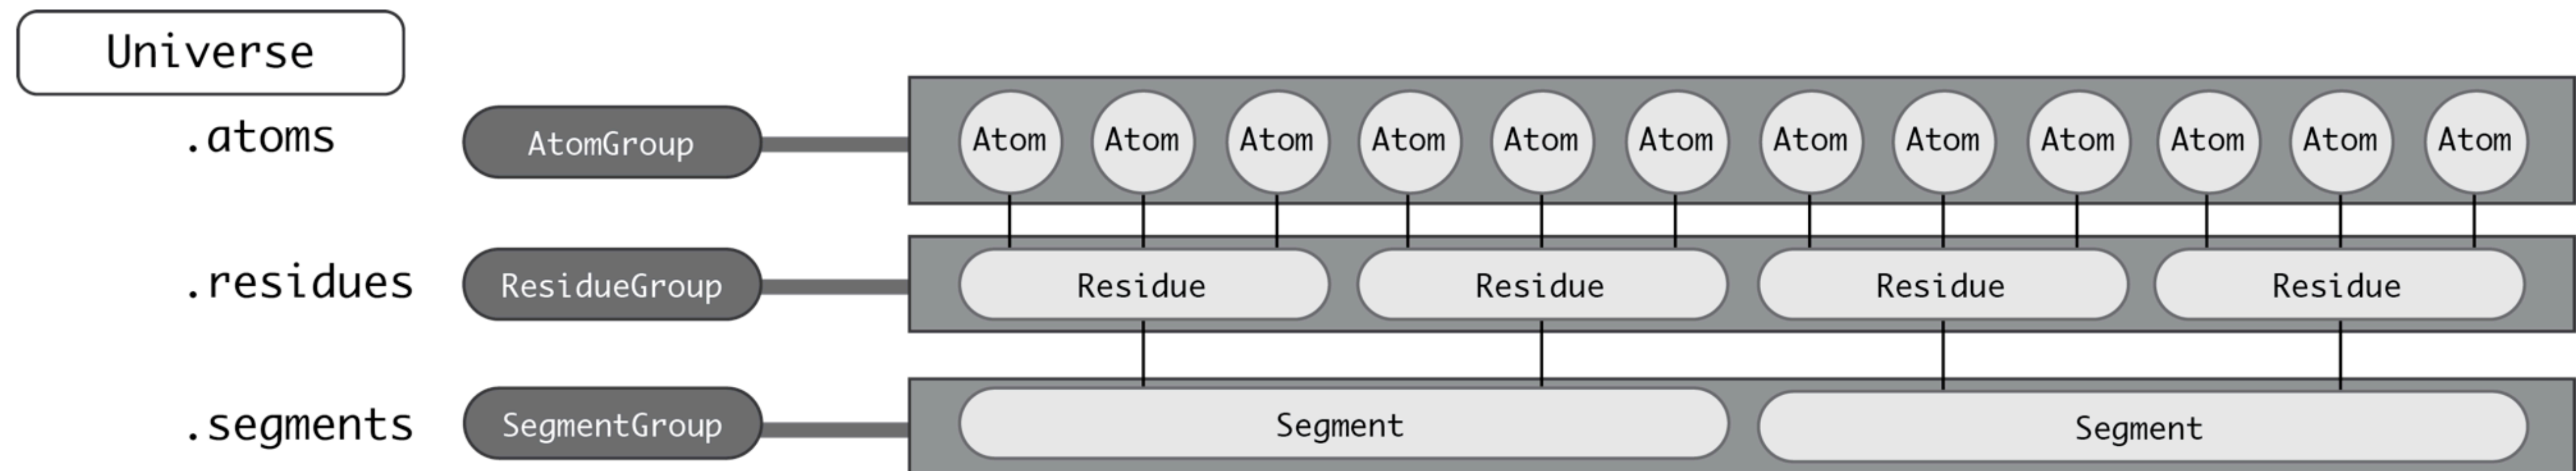 Universe
.atoms AtomGroup Atom Atom Atom Atom Atom Atom Atom Atom Atom Atom Atom Atom
.residues ResidueGroup Residue Residue Residue Residue
.segments SegmentGroup Segment Segment